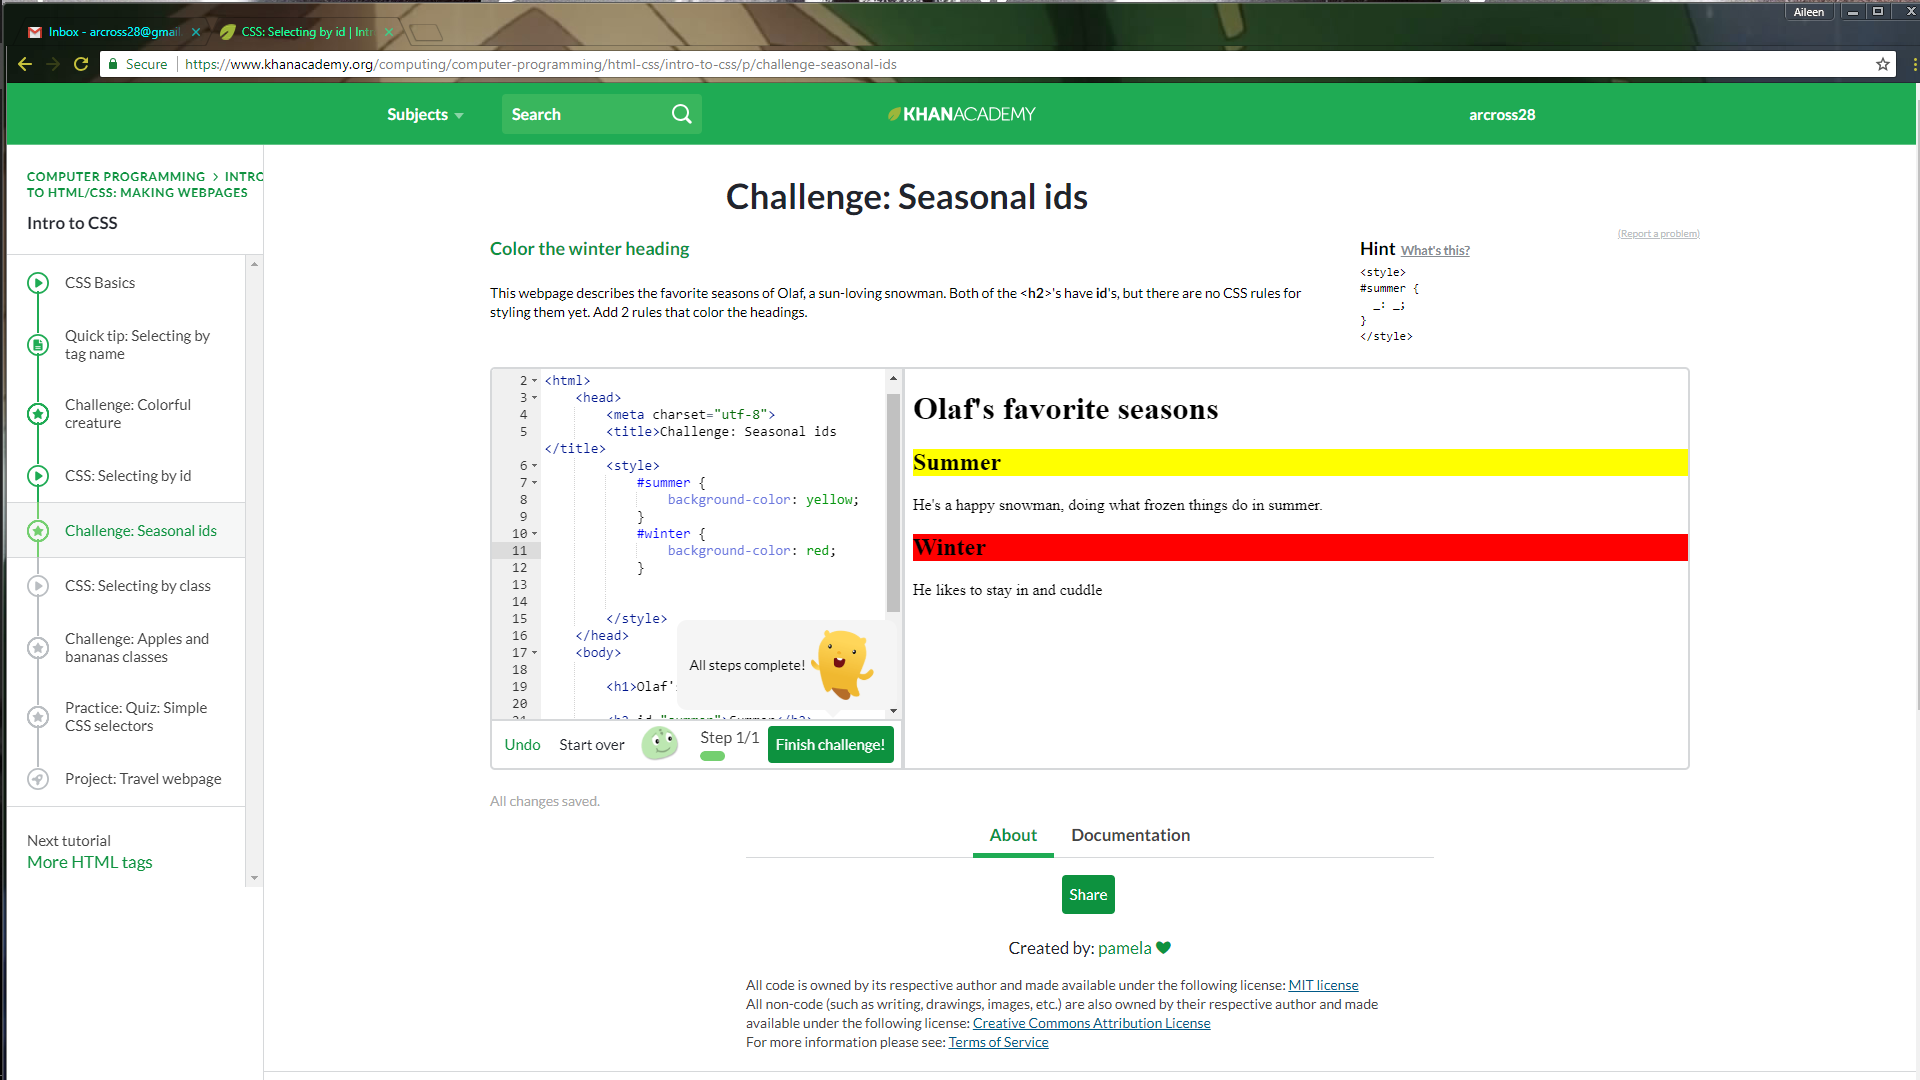 Aileen
Inbox - arcross28@gmail
CSS: Selecting by id | Intr
Secure
https://www.khanacademy.org/computing/computer-programming/html-css/intro-to-css/p/challenge-seasonal-ids
Subjects
Search
KHANACADEMY
arcross28
COMPUTER PROGRAMMING > INTRO
TO HTML/CSS: MAKING WEBPAGES
Intro to CSS
CSS Basics
Quick tip: Selecting by
tag name
Challenge: Colorful
creature
CSS: Selecting by id
Challenge: Seasonal ids
CSS: Selecting by class
Challenge: Apples and
bananas classes
Practice: Quiz: Simple
CSS selectors
Project: Travel webpage
Next tutorial
More HTML tags
Challenge: Seasonal ids
(Report a problem)
Color the winter heading
This webpage describes the favorite seasons of Olaf, a sun-loving snowman. Both of the <h2>'s have id's, but there are no CSS rules for
styling them yet. Add 2 rules that color the headings.
Hint What's this?
<style>
#summer {
_: _;
}
</style>
2 <html>
3 <head>
4 <meta charset="utf-8">
5 <title>Challenge: Seasonal ids
</title>
6 <style>
7 #summer {
8 background-color: yellow;
9 }
10 #winter {
11 background-color: red;
12 }
13
14
15 </style>
16 </head>
17 <body>
18
19 <h1>Olaf'
20
21 <h2 id="summer">Summer</h2>
All steps complete!
Undo
Start over
Step 1/1
Finish challenge!
Olaf's favorite seasons
Summer
He's a happy snowman, doing what frozen things do in summer.
Winter
He likes to stay in and cuddle
All changes saved.
About
Documentation
Share
Created by: pamela
All code is owned by its respective author and made available under the following license: MIT license
All non-code (such as writing, drawings, images, etc.) are also owned by their respective author and made
available under the following license: Creative Commons Attribution License
For more information please see: Terms of Service